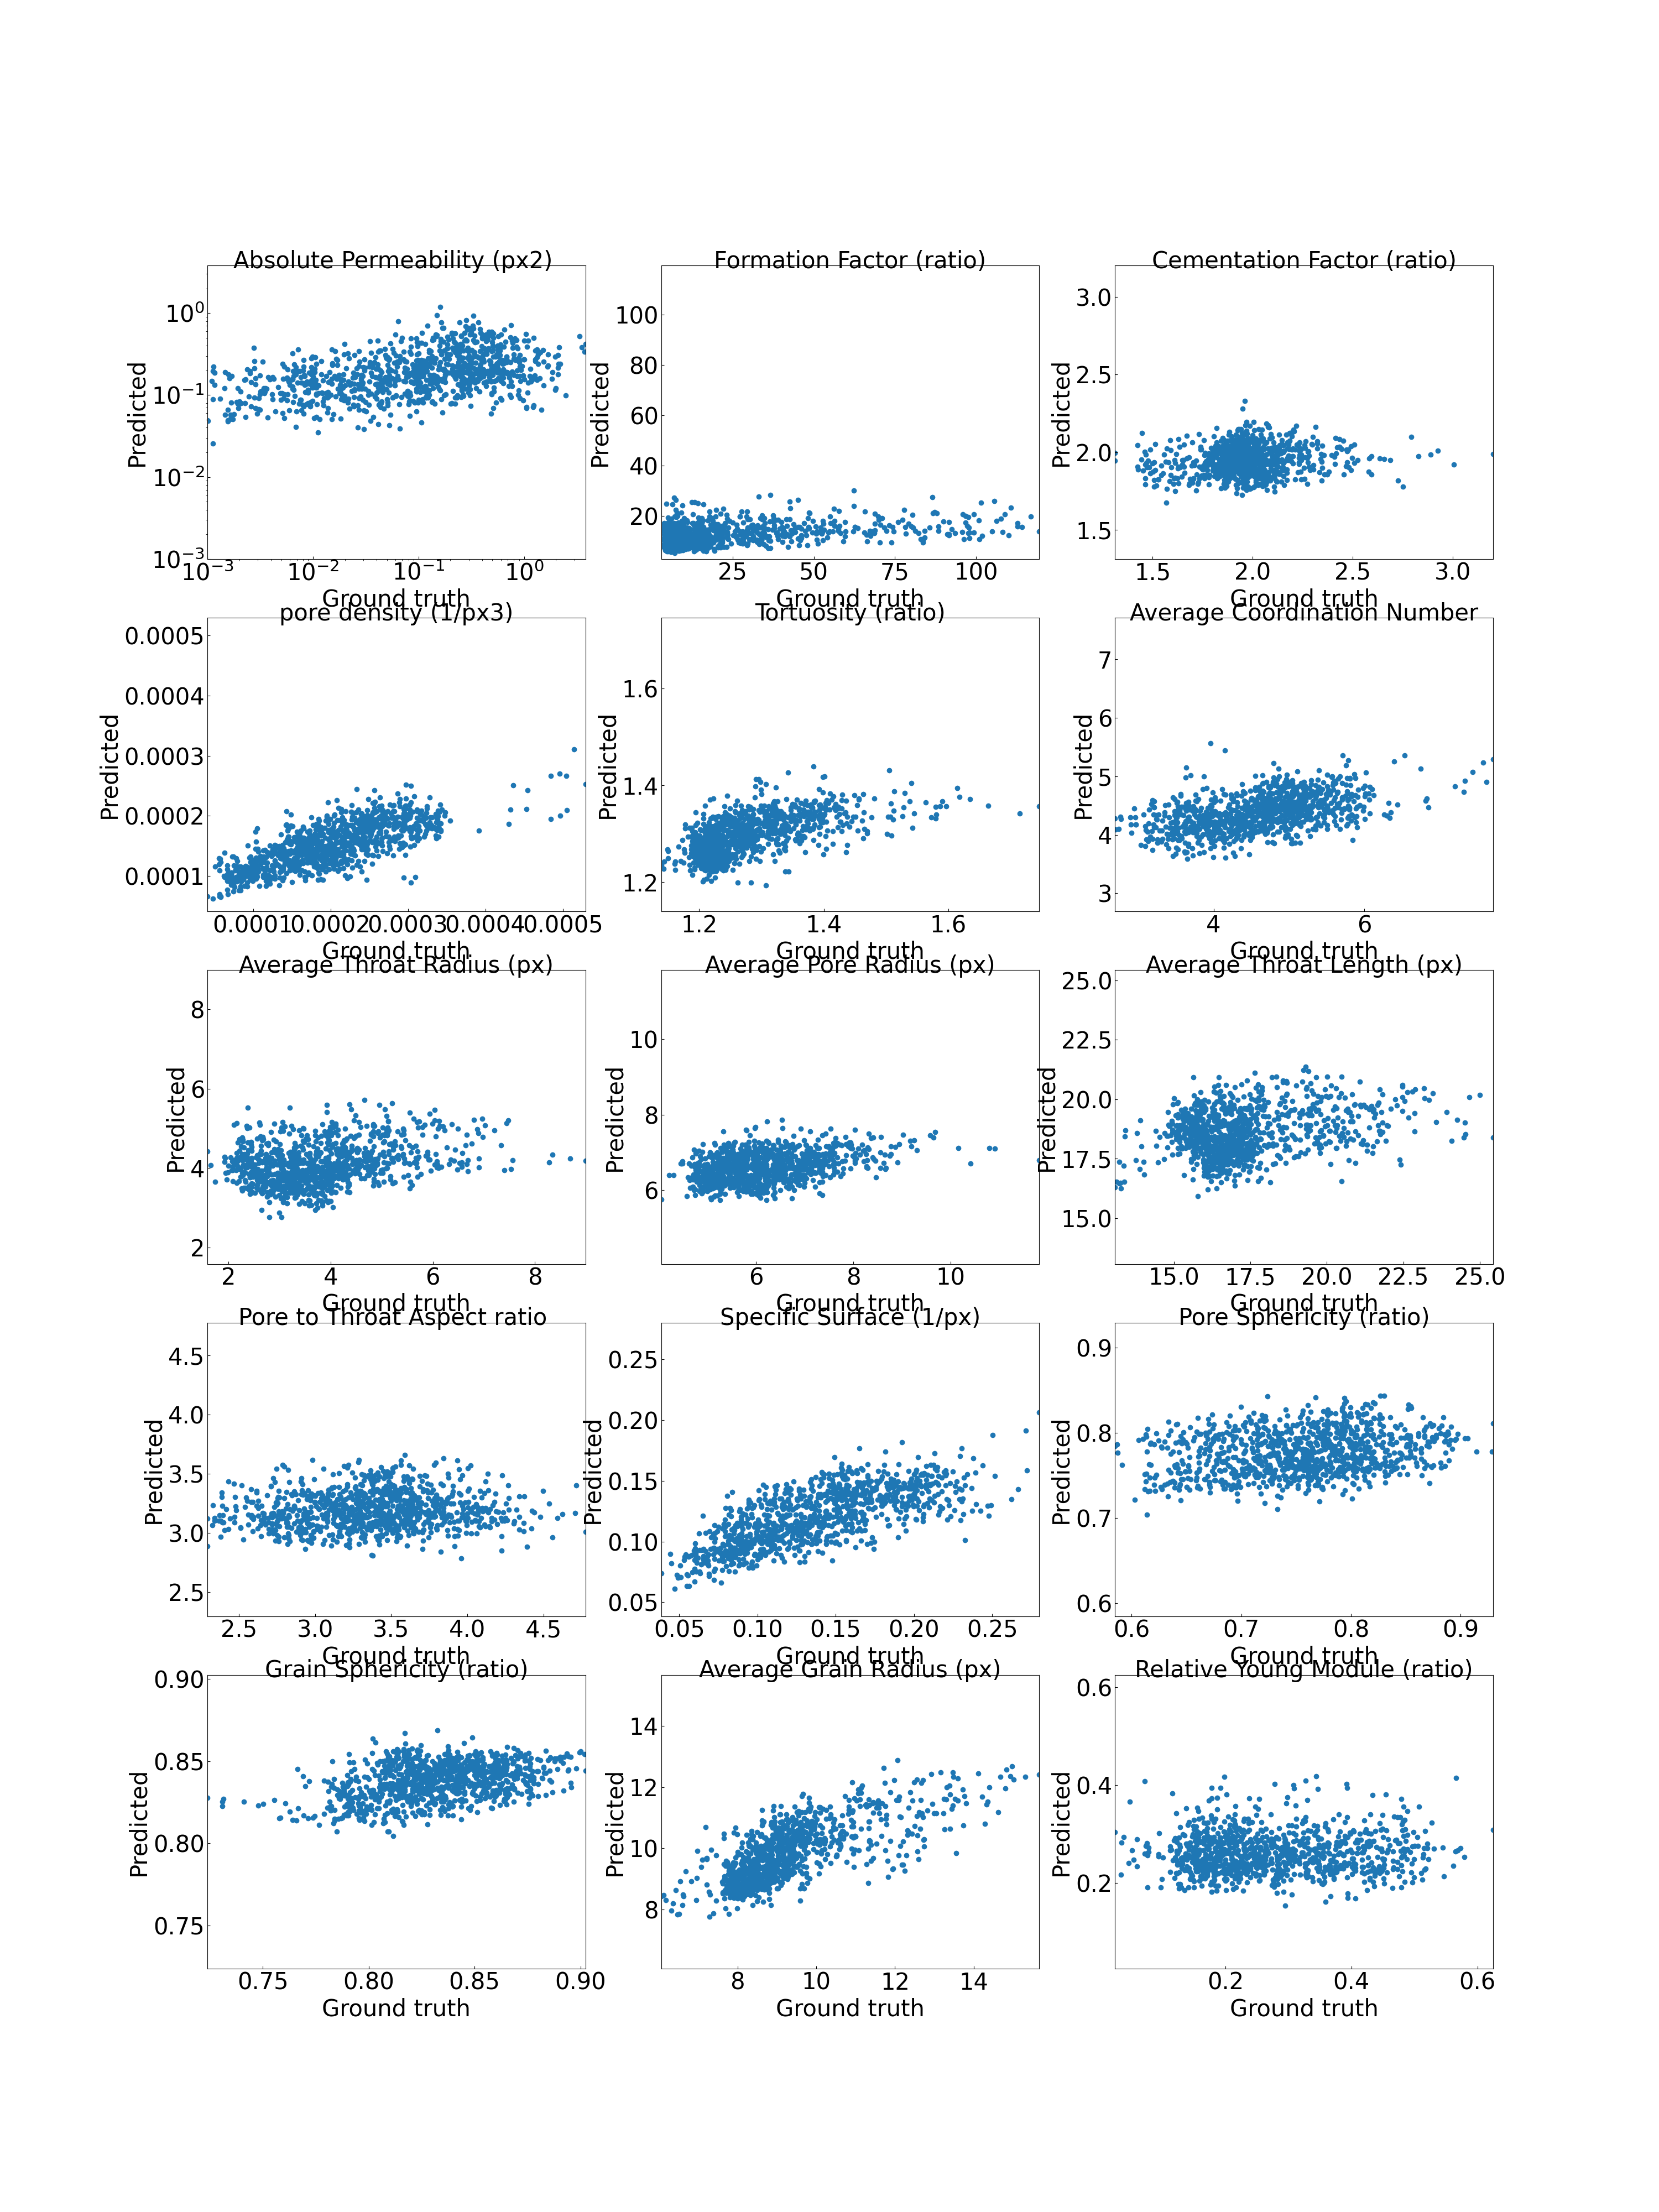 Absolute Permeability (px2)
Predicted
10⁰
10⁻¹
10⁻²
10⁻³
10⁻³ 10⁻² 10⁻¹ 10⁰
Ground truth
Formation Factor (ratio)
Predicted
100
80
60
40
20
25 50 75 100
Ground truth
Cementation Factor (ratio)
Predicted
3.0
2.5
2.0
1.5
1.5 2.0 2.5 3.0
Ground truth
pore density (1/px3)
Predicted
0.0005
0.0004
0.0003
0.0002
0.0001
0.0001 0.0002 0.0003 0.0004 0.0005
Ground truth
Tortuosity (ratio)
Predicted
1.6
1.4
1.2
1.2 1.4 1.6
Ground truth
Average Coordination Number
Predicted
7
6
5
4
3
4 6
Ground truth
Average Throat Radius (px)
Predicted
8
6
4
2
2 4 6 8
Ground truth
Average Pore Radius (px)
Predicted
10
8
6
6 8 10
Ground truth
Average Throat Length (px)
Predicted
25.0
22.5
20.0
17.5
15.0
15.0 17.5 20.0 22.5 25.0
Ground truth
Pore to Throat Aspect ratio
Predicted
4.5
4.0
3.5
3.0
2.5
2.5 3.0 3.5 4.0 4.5
Ground truth
Specific Surface (1/px)
Predicted
0.25
0.20
0.15
0.10
0.05
0.05 0.10 0.15 0.20 0.25
Ground truth
Pore Sphericity (ratio)
Predicted
0.9
0.8
0.7
0.6
0.6 0.7 0.8 0.9
Ground truth
Grain Sphericity (ratio)
Predicted
0.90
0.85
0.80
0.75
0.75 0.80 0.85 0.90
Ground truth
Average Grain Radius (px)
Predicted
14
12
10
8
8 10 12 14
Ground truth
Relative Young Module (ratio)
Predicted
0.6
0.4
0.2
0.2 0.4 0.6
Ground truth